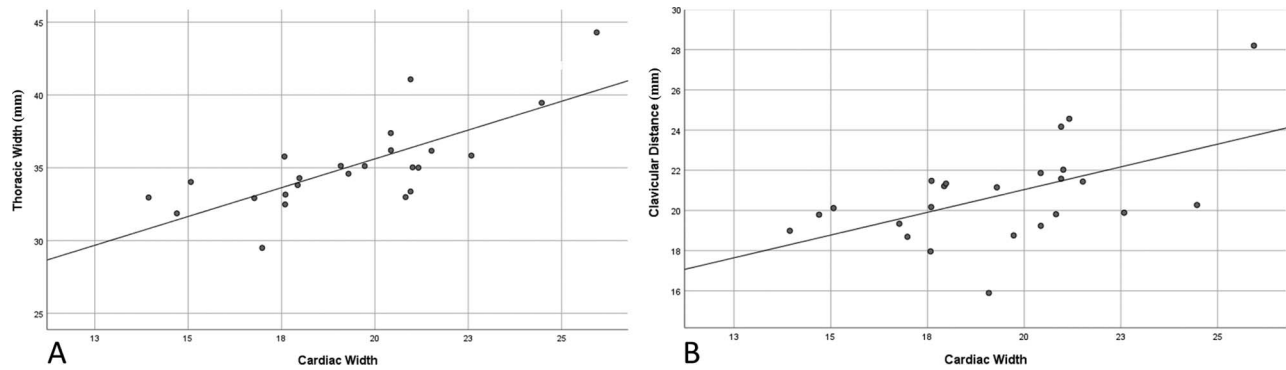 45
40
35
30
25
Thoracic Width (mm)
13 15 18 20 23 25
Cardiac Width
A
30
28
26
24
22
20
18
16
Clavicular Distance (mm)
13 15 18 20 23 25
Cardiac Width
B